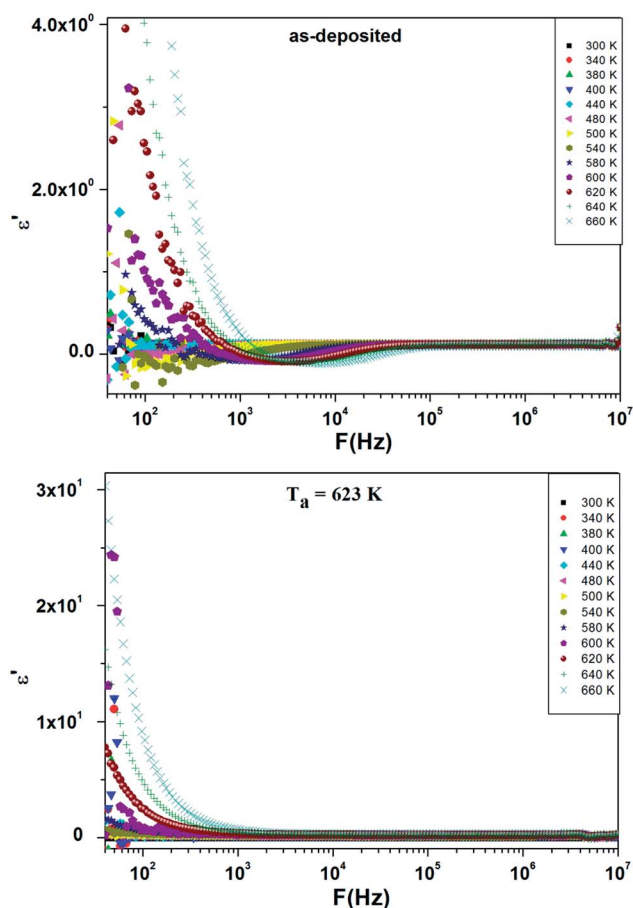 as-deposited
4.0x10⁰
2.0x10⁰
0.0
ε'
10² 10³ 10⁴ 10⁵ 10⁶ 10⁷
F(Hz)
300 K
340 K
380 K
400 K
440 K
480 K
500 K
540 K
580 K
600 K
620 K
640 K
660 K
Tₐ = 623 K
3x10¹
2x10¹
1x10¹
0
ε'
10² 10³ 10⁴ 10⁵ 10⁶ 10⁷
F(Hz)
300 K
340 K
380 K
400 K
440 K
480 K
500 K
540 K
580 K
600 K
620 K
640 K
660 K